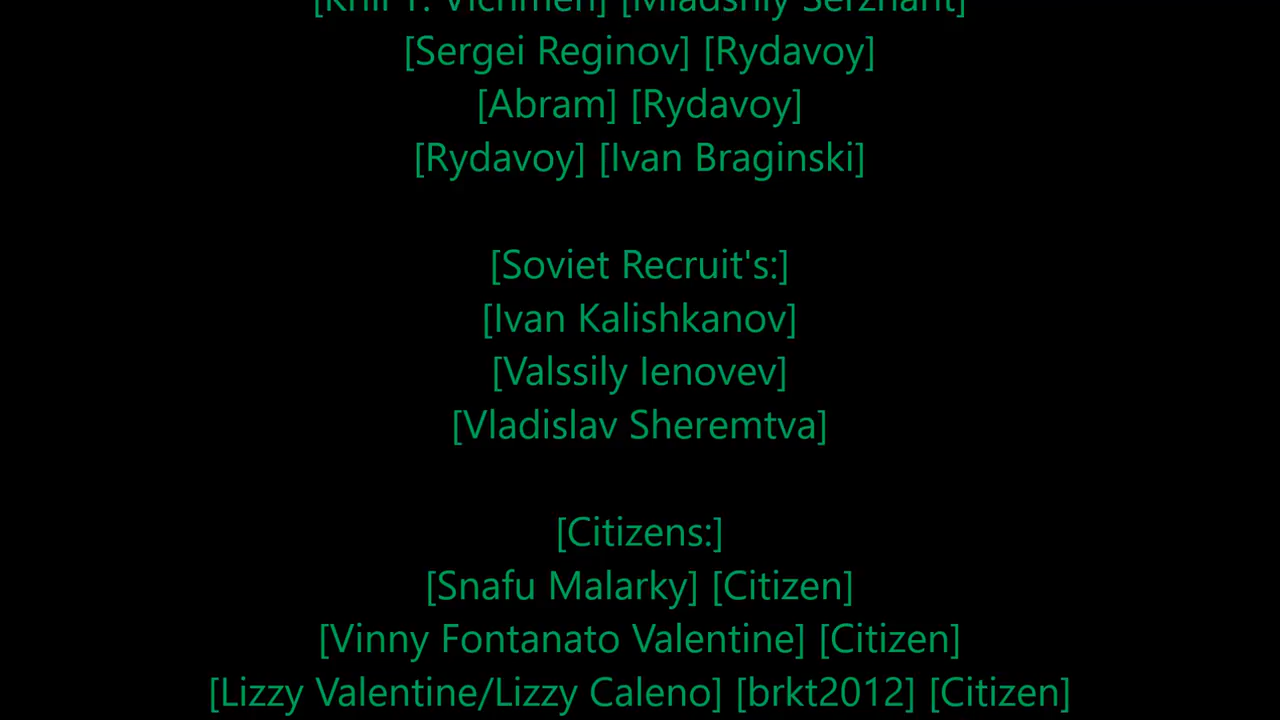 [Sergei Reginov] [Rydavoy]
[Abram] [Rydavoy]
[Rydavoy] [Ivan Braginski]
[Soviet Recruit's:]
[Ivan Kalishkanov]
[Valssily Ienovev]
[Vladislav Sheremtva]
[Citizens:]
[Snafu Malarky] [Citizen]
[Vinny Fontanato Valentine] [Citizen]
[Lizzy Valentine/Lizzy Caleno] [brkt2012] [Citizen]